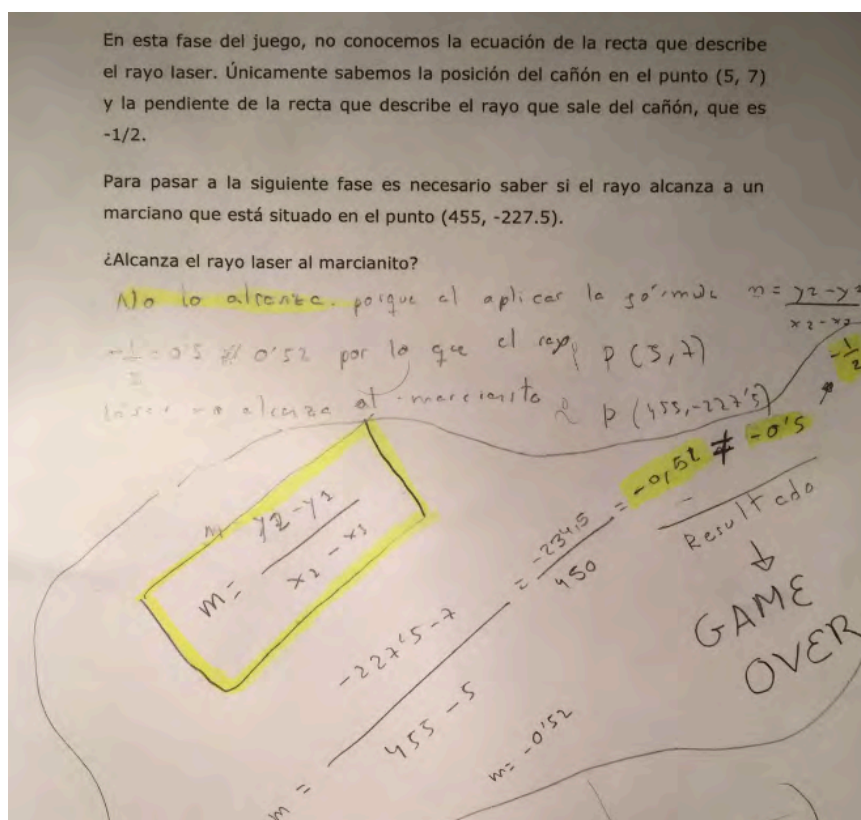 En esta fase del juego, no conocemos la ecuación de la recta que describe
el rayo laser. Únicamente sabemos la posición del cañón en el punto (5, 7)
y la pendiente de la recta que describe el rayo que sale del cañón, que es
-1/2.
Para pasar a la siguiente fase es necesario saber si el rayo alcanza a un
marciano que está situado en el punto (455, -227.5).
¿Alcanza el rayo laser al marcianito?
No lo alcanza. porque al aplicar la fórmula m = y2-y1 / x2-x1
-1/2 = 0'5 ≠ 0'52 por lo que el rayo P (5,7) -1/2
laser no alcanza al marcianito P (455,-227'5)
m = y2-y1 / x2-x1
m = -227'5-7 / 455-5 = -234,5 / 450 = -0,52 ≠ -0'5
m= -0'52
Resultado
↓
GAME
OVER